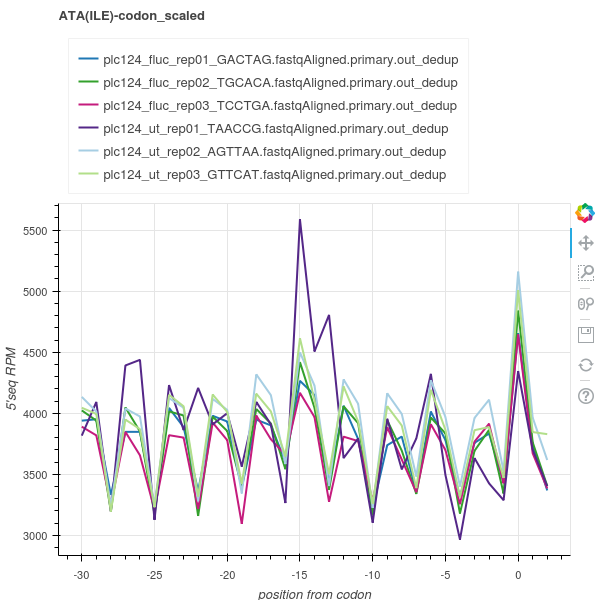 ATA(ILE)-codon_scaled
plc124_fluc_rep01_GACTAG.fastqAligned.primary.out_dedup
plc124_fluc_rep02_TGCACA.fastqAligned.primary.out_dedup
plc124_fluc_rep03_TCCTGA.fastqAligned.primary.out_dedup
plc124_ut_rep01_TAACCG.fastqAligned.primary.out_dedup
plc124_ut_rep02_AGTTAA.fastqAligned.primary.out_dedup
plc124_ut_rep03_GTTCAT.fastqAligned.primary.out_dedup
5'seq RPM
5500
5000
4500
4000
3500
3000
-30 -25 -20 -15 -10 -5 0
position from codon